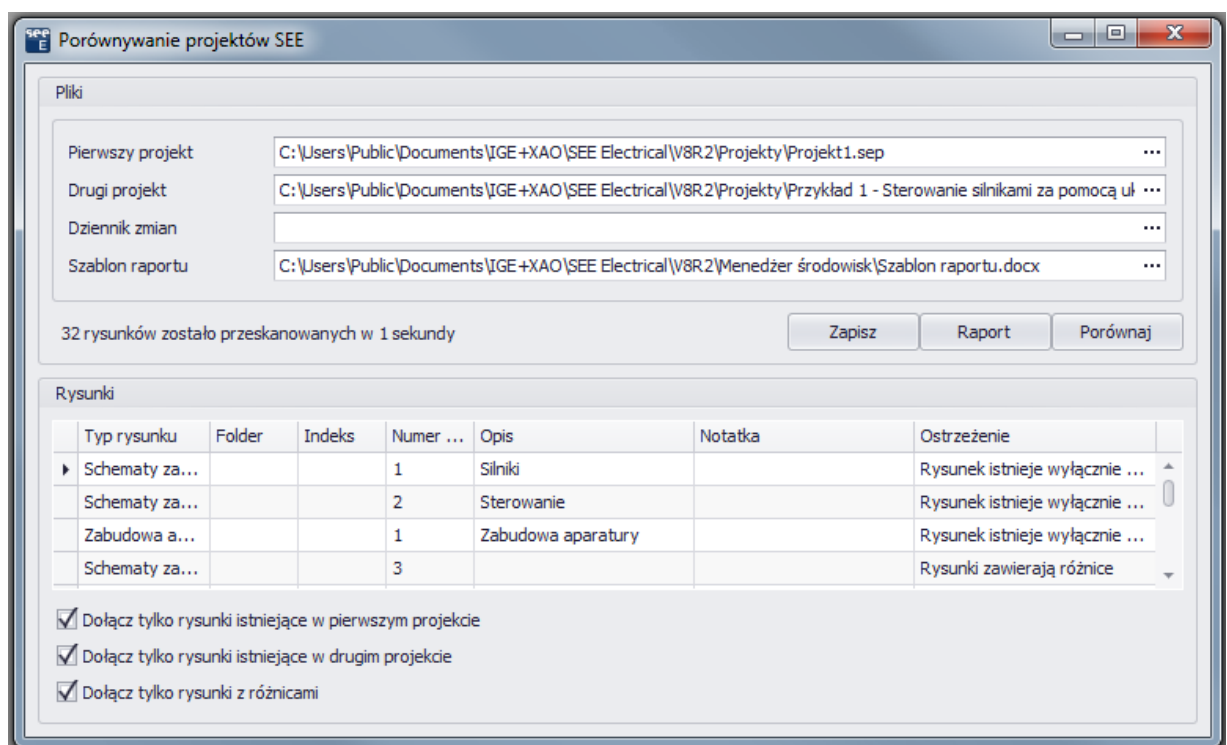 see E Porównywanie projektów SEE
Pliki
Pierwszy projekt C:\Users\Public\Documents\IGE+XAO\SEE Electrical\V8R2\Projekty\Projekt1.sep ...
Drugi projekt C:\Users\Public\Documents\IGE+XAO\SEE Electrical\V8R2\Projekty\Przykład 1 - Sterowanie silnikami za pomocą ...
Dziennik zmian ...
Szablon raportu C:\Users\Public\Documents\IGE+XAO\SEE Electrical\V8R2\Menedżer środowisk\Szablon raportu.docx ...
32 rysunków zostało przeskanowanych w 1 sekundy Zapisz Raport Porównaj
Rysunki
Typ rysunku Folder Indeks Numer ... Opis Notatka Ostrzeżenie
Schematy za... 1 Silniki Rysunek istnieje wyłącznie ...
Schematy za... 2 Sterowanie Rysunek istnieje wyłącznie ...
Zabudowa a... 1 Zabudowa aparatury Rysunek istnieje wyłącznie ...
Schematy za... 3 Rysunki zawierają różnice
Dołącz tylko rysunki istniejące w pierwszym projekcie
Dołącz tylko rysunki istniejące w drugim projekcie
Dołącz tylko rysunki z różnicami